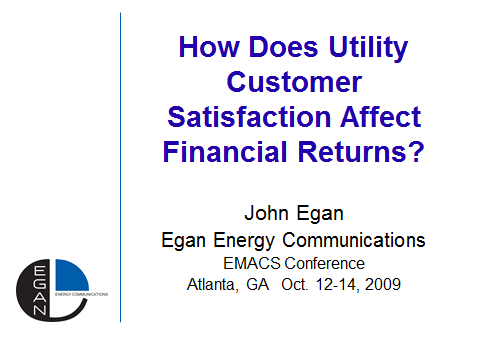 How Does Utility
Customer
Satisfaction Affect
Financial Returns?
John Egan
Egan Energy Communications
EMACS Conference
Atlanta, GA Oct. 12-14, 2009
EGAN
ENERGY COMMUNICATIONS